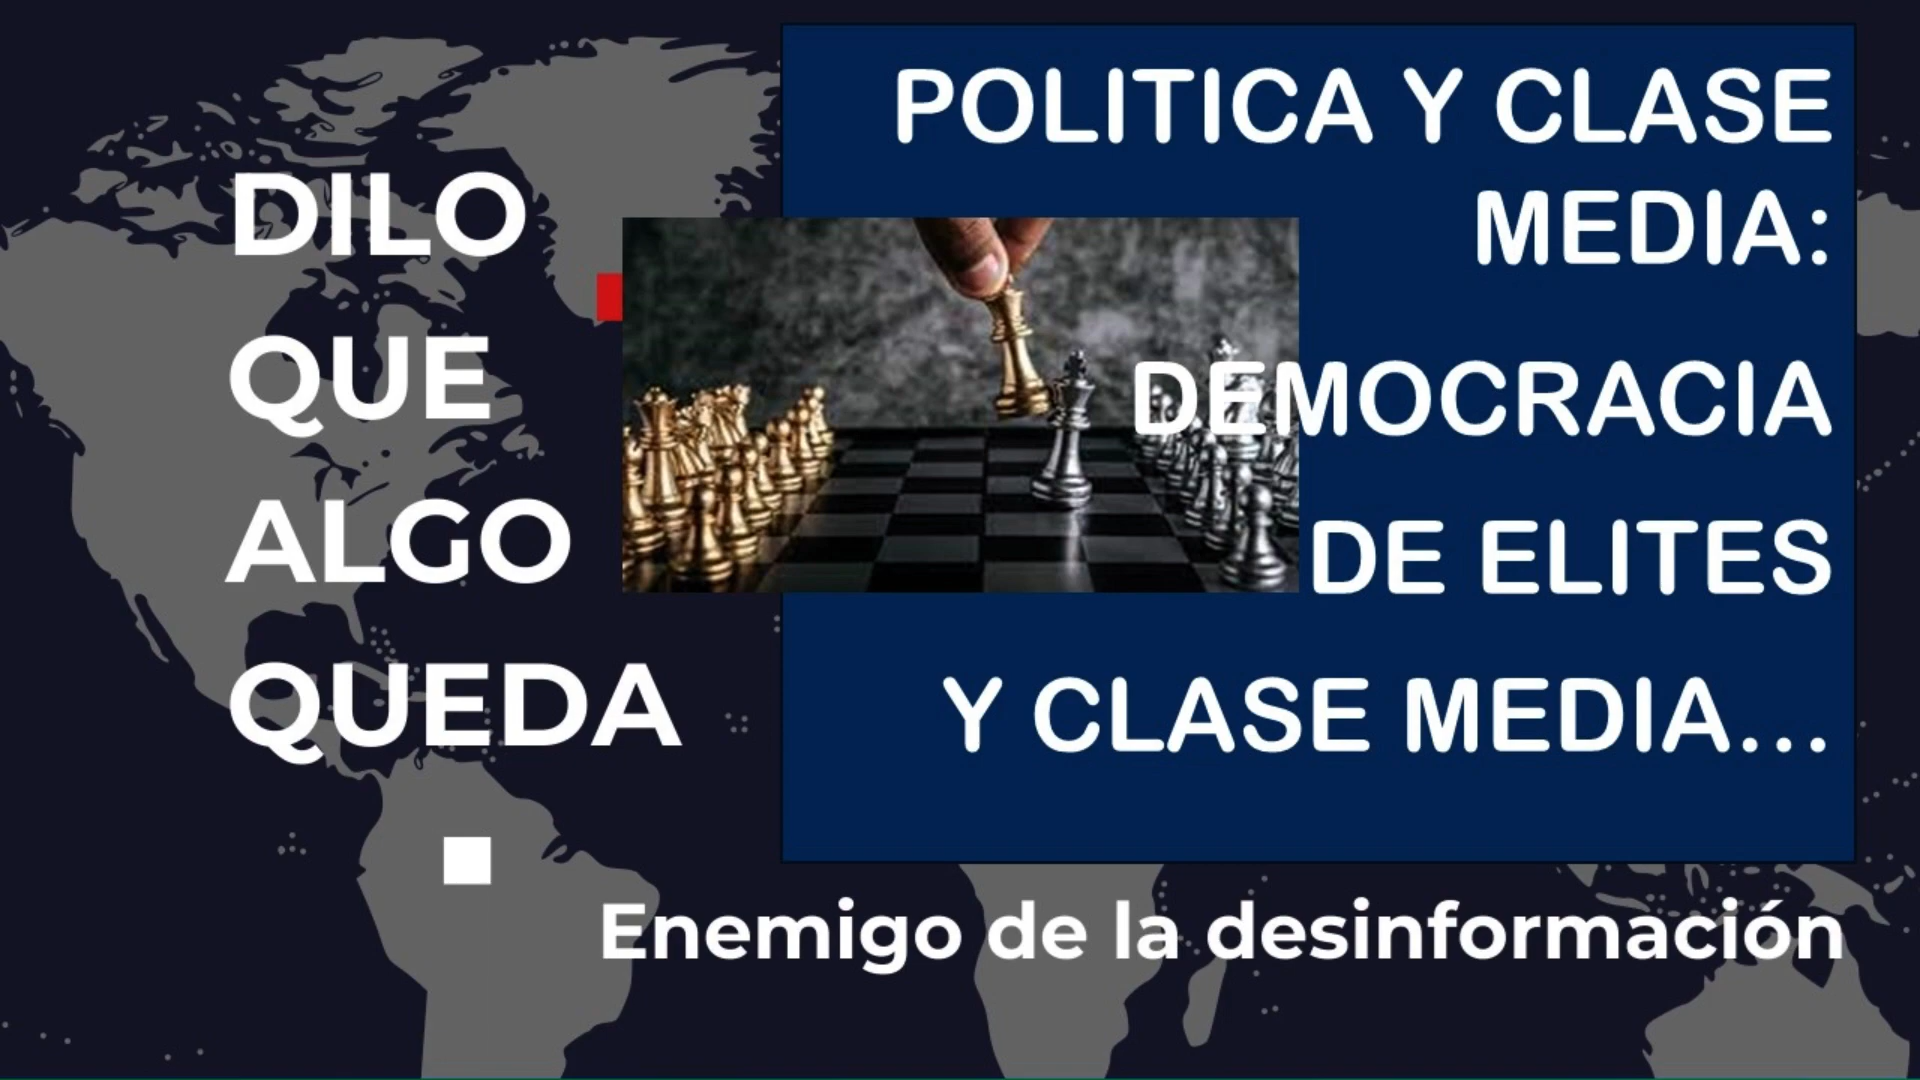 DILO
QUE
ALGO
QUEDA
POLITICA Y CLASE
MEDIA:
DEMOCRACIA
DE ELITES
Y CLASE MEDIA...
Enemigo de la desinformación